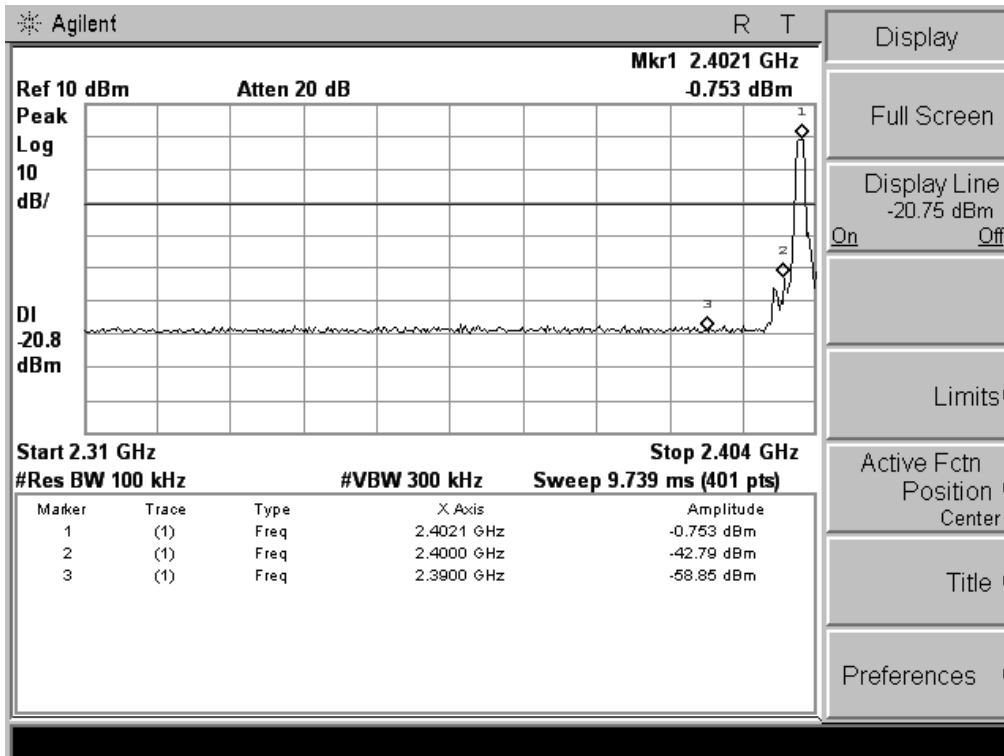 Agilent
R T
Mkr1 2.4021 GHz
Ref 10 dBm Atten 20 dB -0.753 dBm
Peak
Log
10
dB/
1
2
3
DI
-20.8
dBm
Start 2.31 GHz Stop 2.404 GHz
#Res BW 100 kHz #VBW 300 kHz Sweep 9.739 ms (401 pts)
Marker Trace Type X Axis Amplitude
1 (1) Freq 2.4021 GHz -0.753 dBm
2 (1) Freq 2.4000 GHz -42.79 dBm
3 (1) Freq 2.3900 GHz -58.85 dBm
Display
Full Screen
Display Line
-20.75 dBm
On Off
Limits
Active Fctn
Position
Center
Title
Preferences